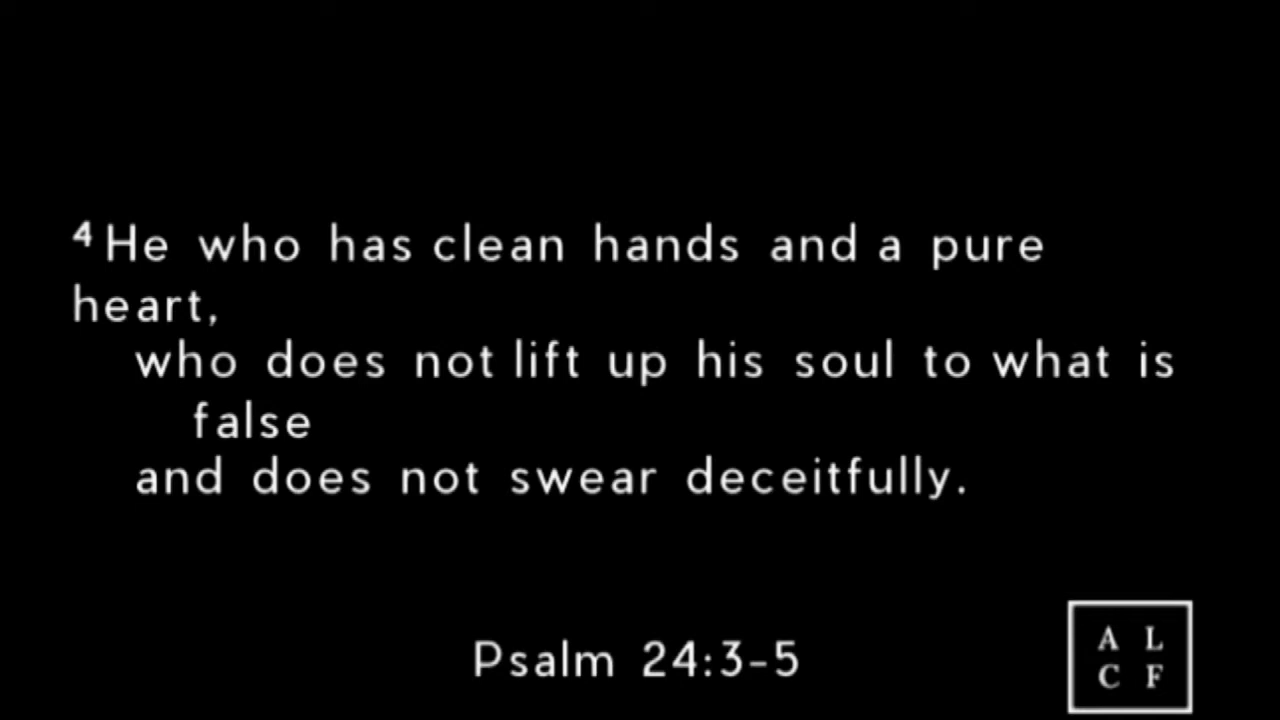 ⁴He who has clean hands and a pure
heart,
who does not lift up his soul to what is
false
and does not swear deceitfully.
Psalm 24:3-5
A L
C F